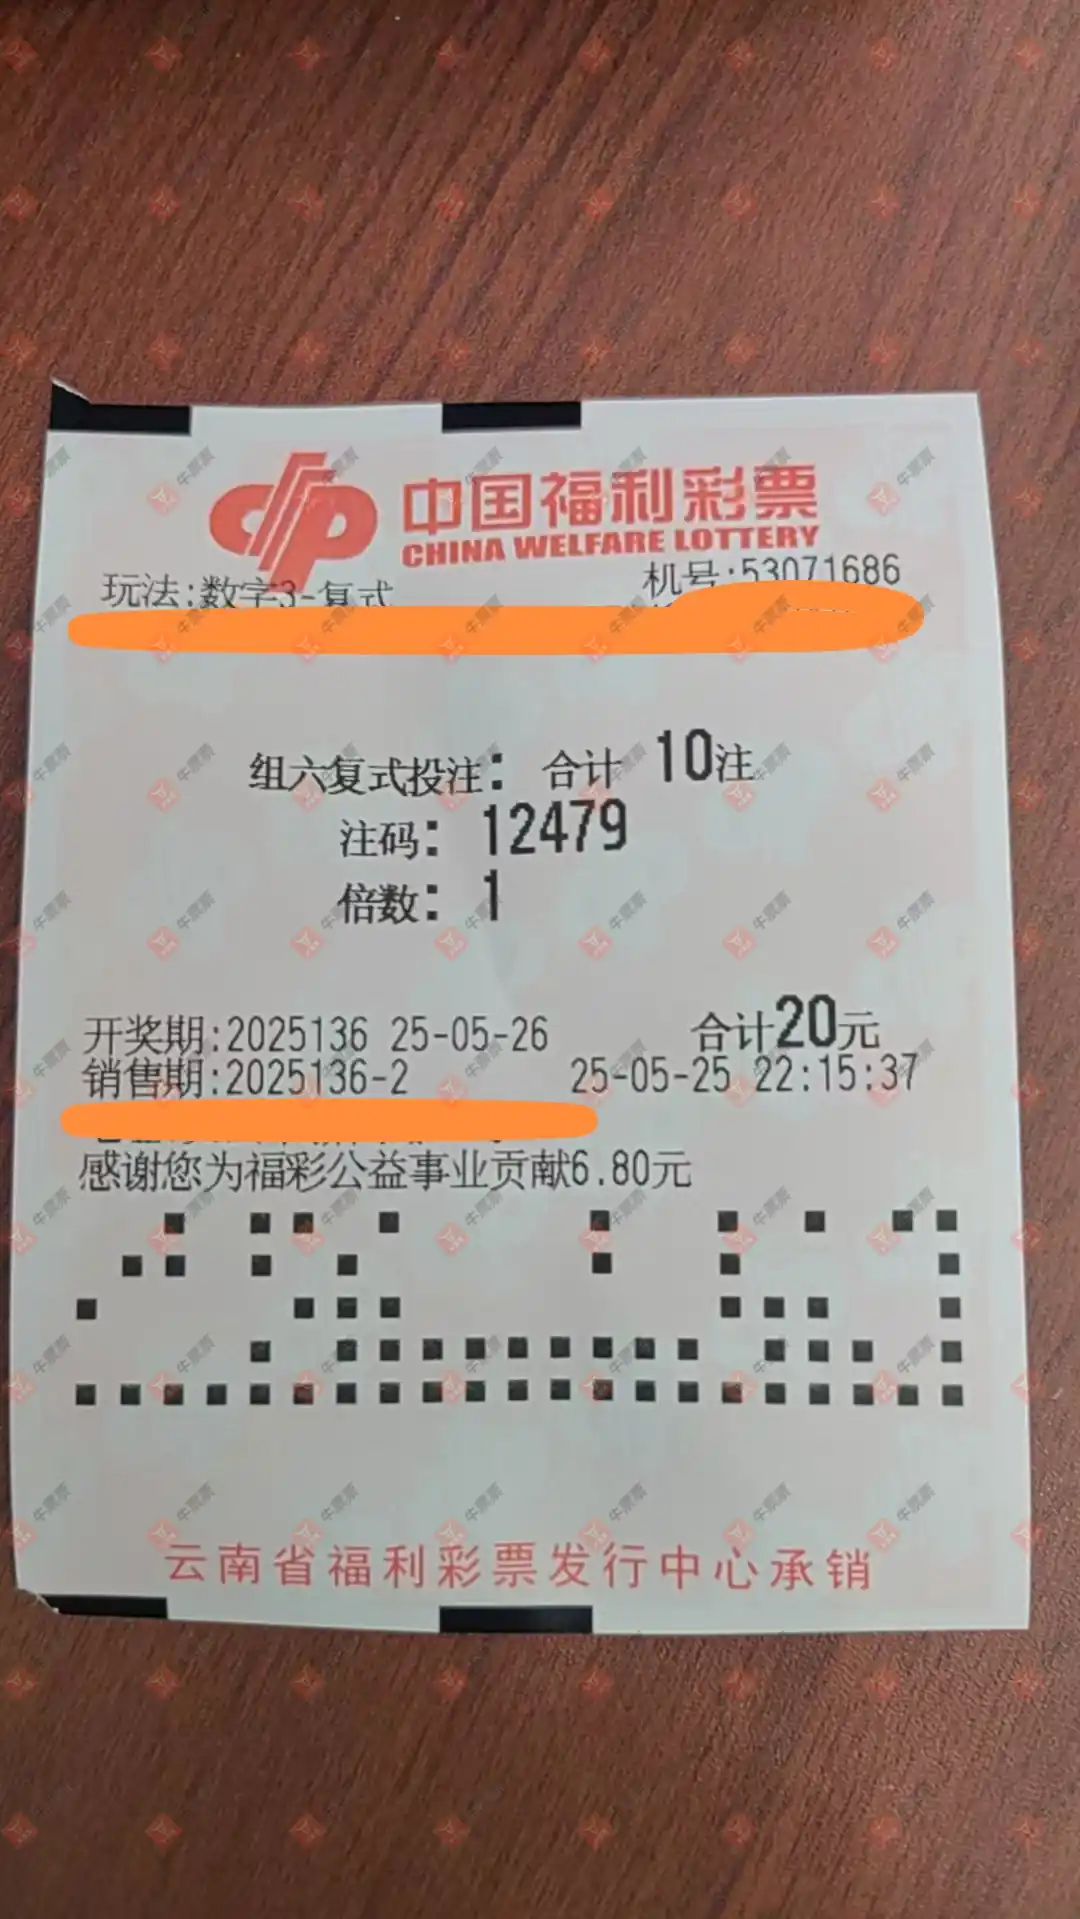 中国福利彩票
CHINA WELFARE LOTTERY
玩法:数字3-复式 机号:53071686
组六复式投注: 合计 10注
注码: 12479
倍数: 1
开奖期:2025136 25-05-26 合计20元
销售期:2025136-2 25-05-25 22:15:37
感谢您为福彩公益事业贡献6.80元
云南省福利彩票发行中心承销
牛票票